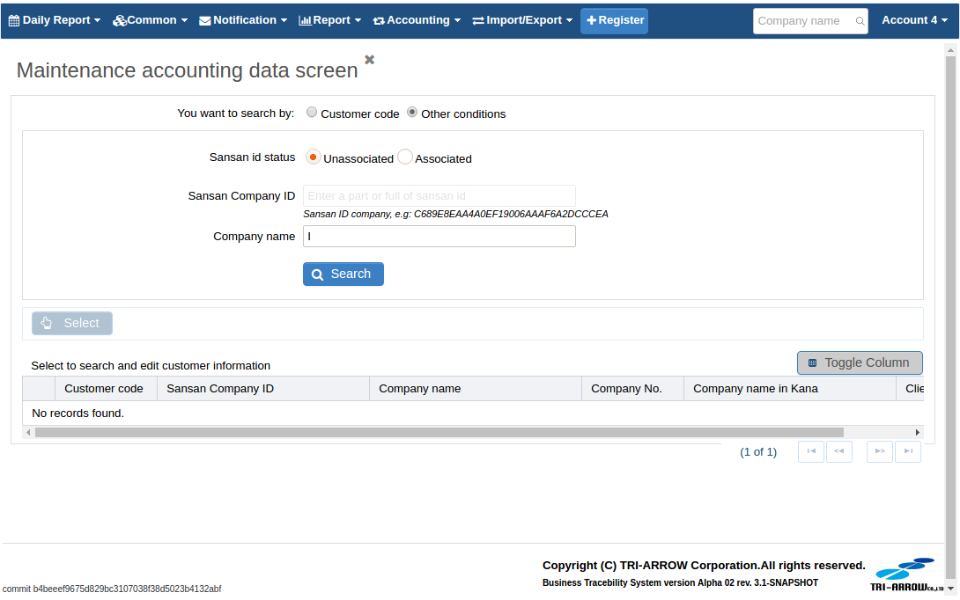 Daily Report Common Notification Report Accounting Import/Export Register Company name Account 4
Maintenance accounting data screen
You want to search by: Customer code Other conditions
Sansan id status Unassociated Associated
Sansan Company ID Enter a part or full of sansan id
Sansan ID company, e.g: C689E8EAA4A0EF19006AAAF6A2DCCCEA
Company name
Search
Select
Select to search and edit customer information Toggle Column
Customer code Sansan Company ID Company name Company No. Company name in Kana Clie
No records found.
(1 of 1)
Copyright (C) TRI-ARROW Corporation.All rights reserved.
Business Tracebility System version Alpha 02 rev. 3.1-SNAPSHOT
TRI-ARROW
commit b4beeef9675d829bc3107038f38d5023b4132abf